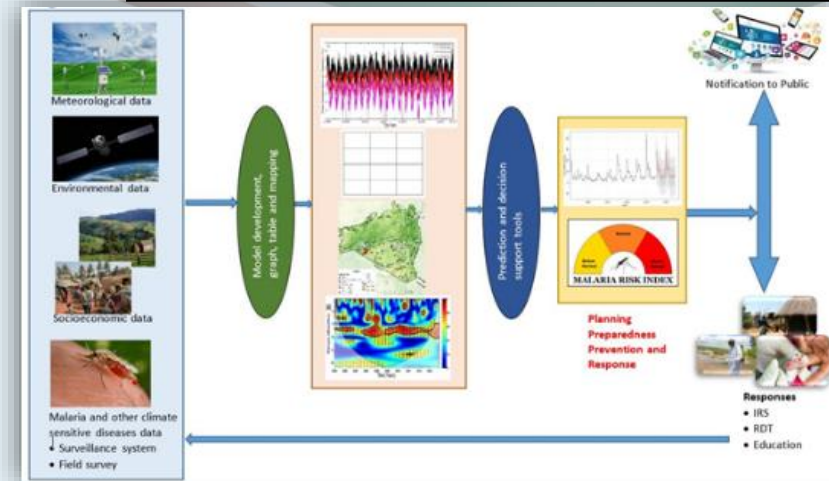 Meteorological data
Environmental data
Socioeconomic data
Malaria and other climate
sensitive diseases data
• Surveillance system
• Field survey
Model development,
graph, table and mapping
Prediction and decision
support tools
MALARIA RISK INDEX
Planning
Preparedness
Prevention and
Response
Notification to Public
Responses
• IRS
• RDT
• Education